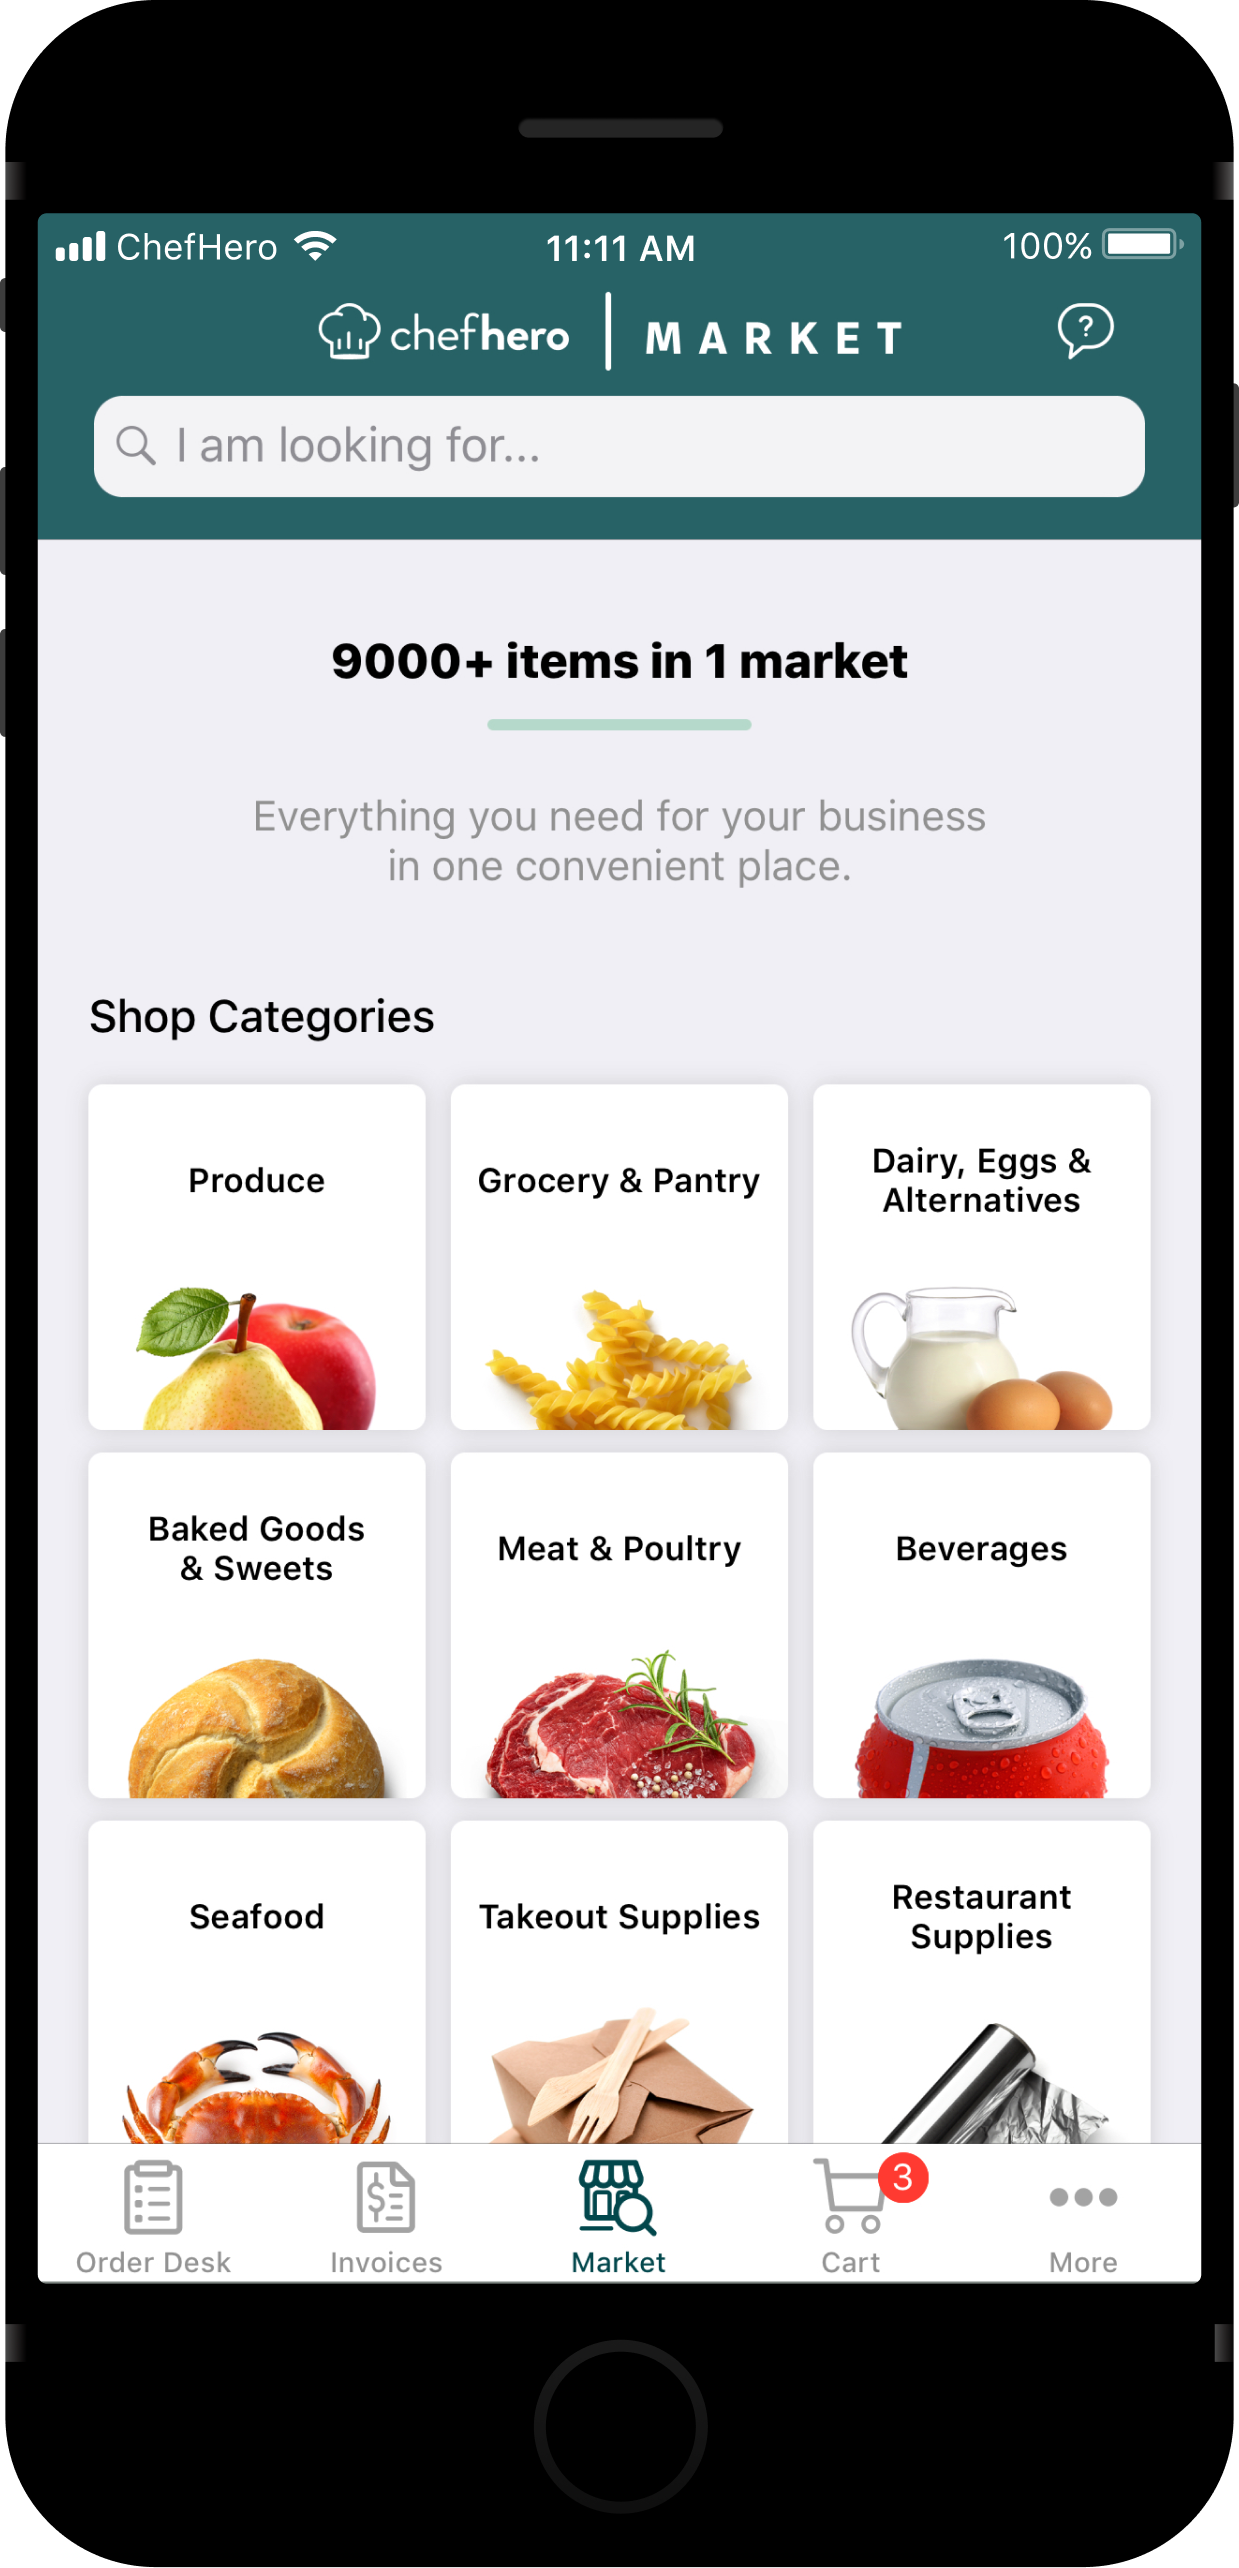 ChefHero 11:11 AM 100%
chefhero | MARKET
?
I am looking for...
9000+ items in 1 market
Everything you need for your business
in one convenient place.
Shop Categories
Produce
Grocery & Pantry
Dairy, Eggs &
Alternatives
Baked Goods
& Sweets
Meat & Poultry
Beverages
Seafood
Takeout Supplies
Restaurant
Supplies
$
3
Order Desk
Invoices
Market
Cart
More